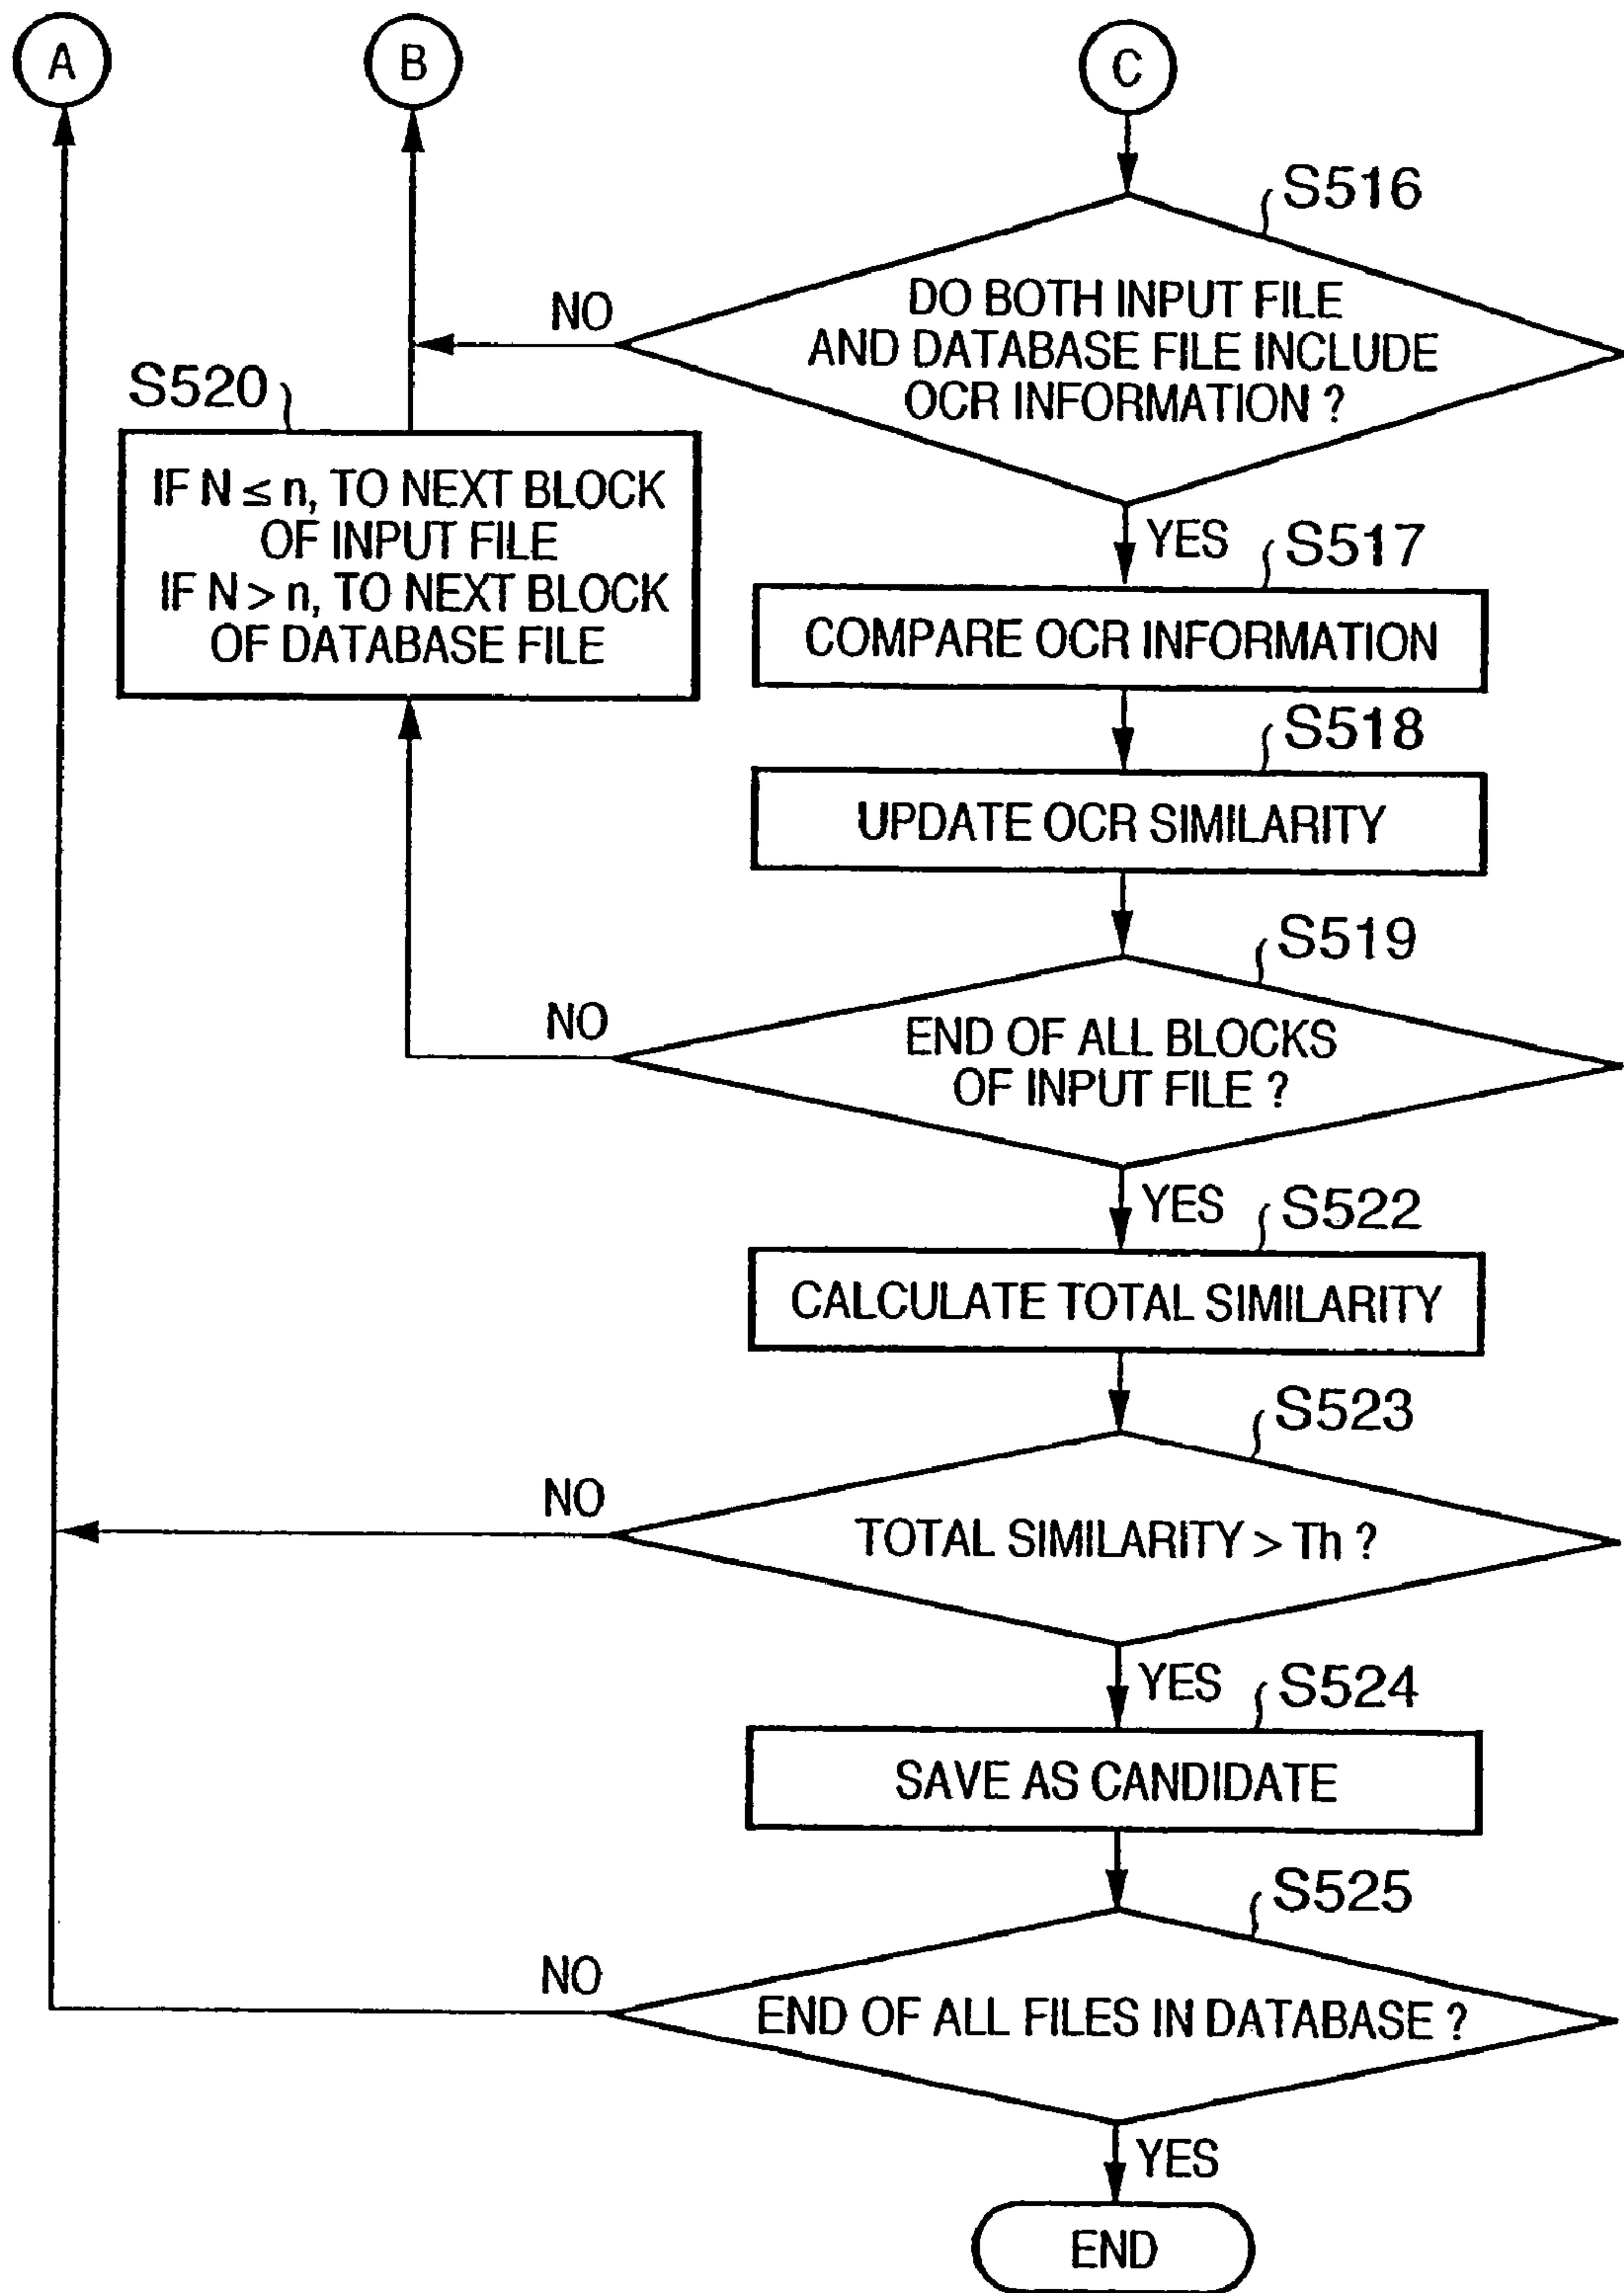 A
B
C
S516
DO BOTH INPUT FILE
AND DATABASE FILE INCLUDE
OCR INFORMATION ?
NO
S520
IF N ≤ n, TO NEXT BLOCK
OF INPUT FILE
IF N > n, TO NEXT BLOCK
OF DATABASE FILE
YES
S517
COMPARE OCR INFORMATION
S518
UPDATE OCR SIMILARITY
S519
NO
END OF ALL BLOCKS
OF INPUT FILE ?
YES
S522
CALCULATE TOTAL SIMILARITY
S523
NO
TOTAL SIMILARITY > Th ?
YES
S524
SAVE AS CANDIDATE
S525
NO
END OF ALL FILES IN DATABASE ?
YES
END